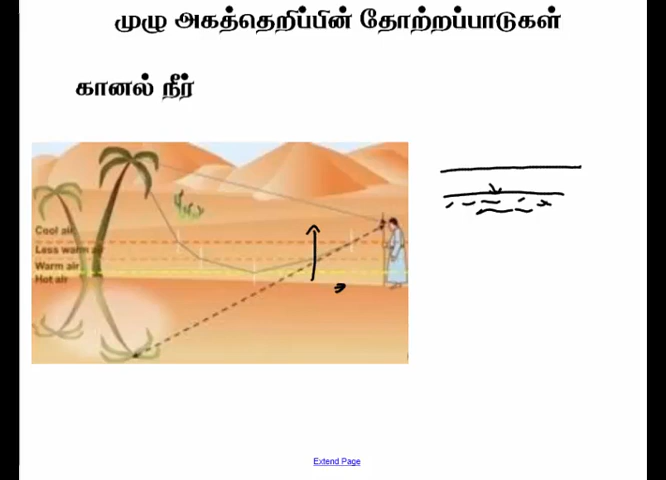 முழு அகத்தெறிப்பின் தோற்றப்பாடுகள்
கானல் நீர்
Cool air
Less warm air
Warm air
Hot air
Extend Page